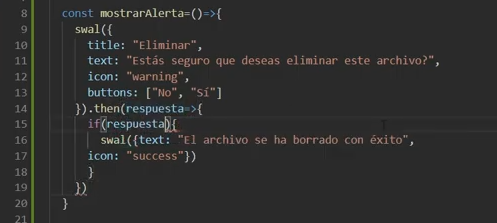 8 const mostrarAlerta=()=>{
9 swal({
10 title: "Eliminar",
11 text: "Estás seguro que deseas eliminar este archivo?",
12 icon: "warning",
13 buttons: ["No", "Sí"]
14 }).then(respuesta=>{
15 if(respuesta){
16 swal({text: "El archivo se ha borrado con éxito",
17 icon: "success"})
18 }
19 })
20 }
21